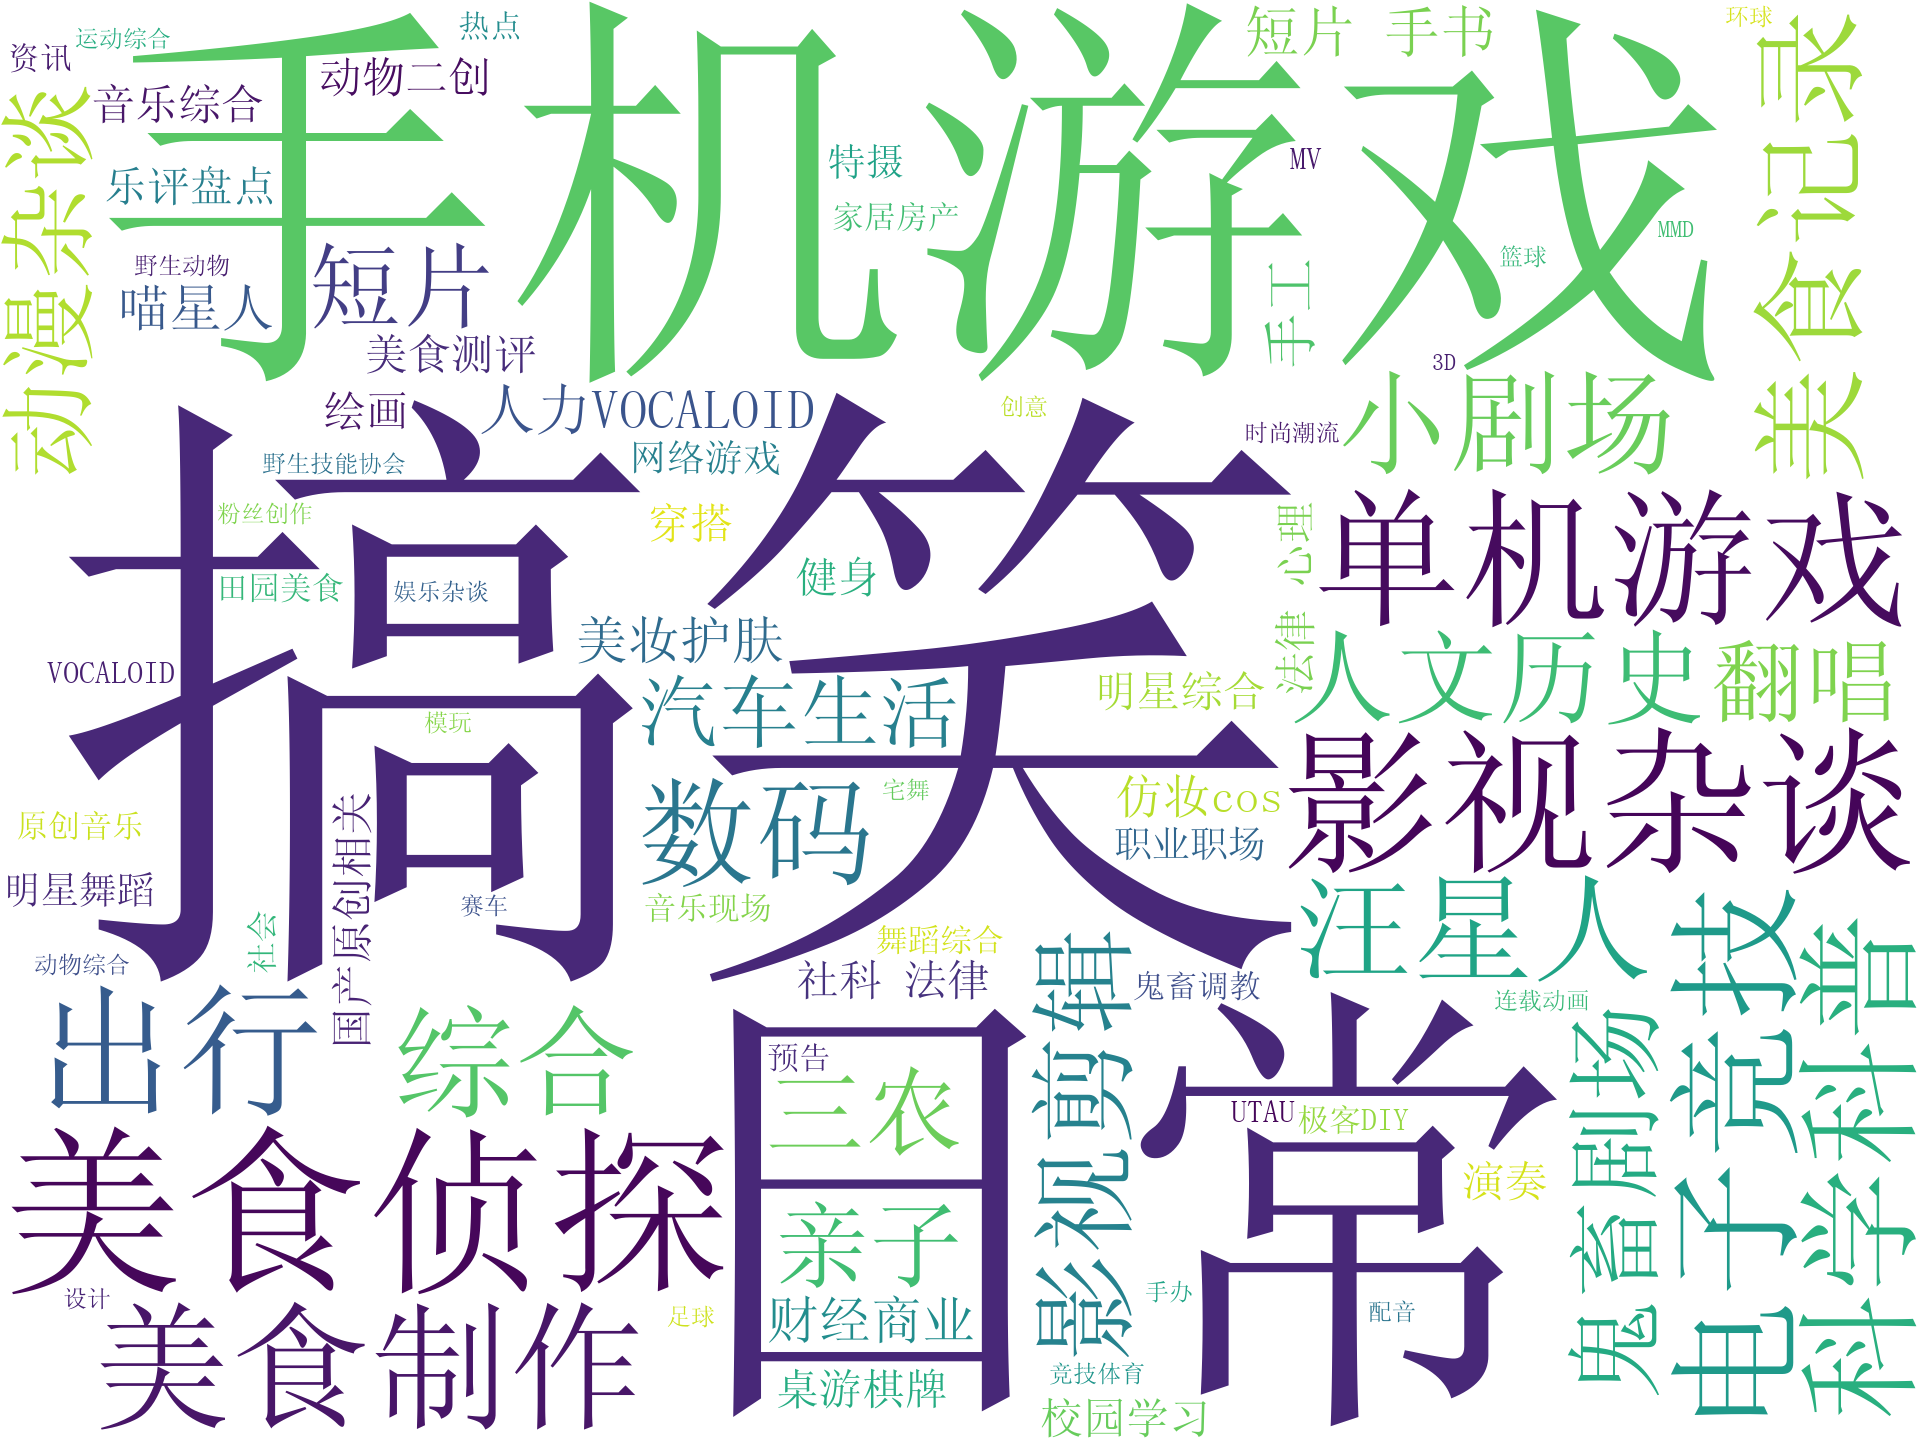 手机游戏
搞笑
日常
运动综合
热点
资讯
音乐综合
动物二创
动漫杂谈
乐评盘点
野生动物
喵星人
短片
美食测评
绘画
人力VOCALOID
网络游戏
野生技能协会
粉丝创作
田园美食
娱乐杂谈
VOCALOID
模玩
短片 手书
环球
美食记录
特摄
家居房产
MV
手工
篮球
MMD
3D
小剧场
创意
时尚潮流
穿搭
健身
美妆护肤
汽车生活
数码
心理
法律
单机游戏
人文历史
翻唱
影视杂谈
明星综合
仿妆cos
职业职场
宅舞
音乐现场
舞蹈综合
社科 法律
鬼畜调教
汪星人
连载动画
原创音乐
明星舞蹈
赛车
国产原创相关
社会
动物综合
出行
综合
美食侦探
设计
美食制作
足球
预告
三农
亲子
财经商业
桌游棋牌
影视剪辑
UTAU
极客DIY
演奏
手办
配音
竞技体育
校园学习
鬼畜剧场
电子竞技
科学科普